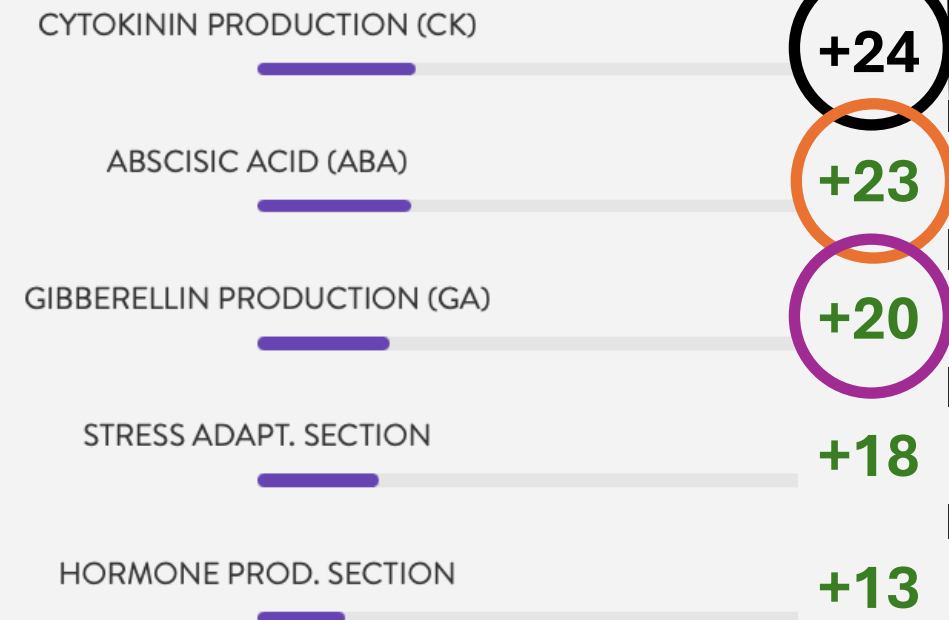 CYTOKININ PRODUCTION (CK)
+24
ABSCISIC ACID (ABA)
+23
GIBBERELLIN PRODUCTION (GA)
+20
STRESS ADAPT. SECTION
+18
HORMONE PROD. SECTION
+13